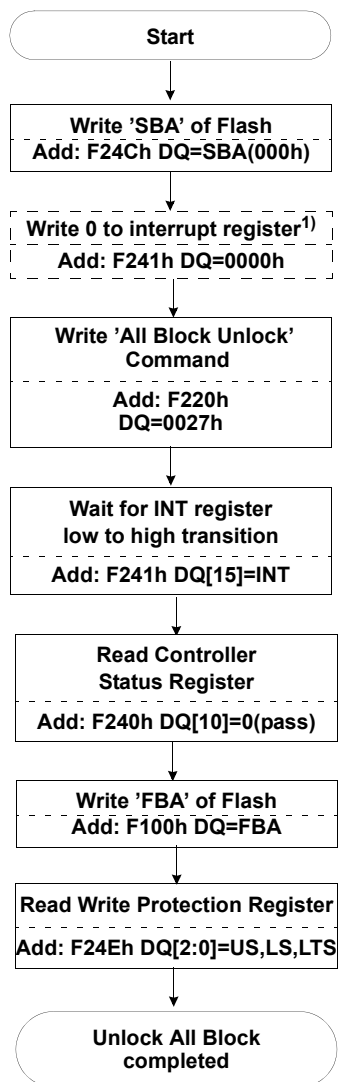 Start
Write ’SBA’ of Flash
Add: F24Ch DQ=SBA(000h)
Write 0 to interrupt register1)
Add: F241h DQ=0000h
Write ’All Block Unlock’
Command
Add: F220h
DQ=0027h
Wait for INT register
low to high transition
Add: F241h DQ[15]=INT
Read Controller
Status Register
Add: F240h DQ[10]=0(pass)
Write ’FBA’ of Flash
Add: F100h DQ=FBA
Read Write Protection Register
Add: F24Eh DQ[2:0]=US,LS,LTS
Unlock All Block
completed